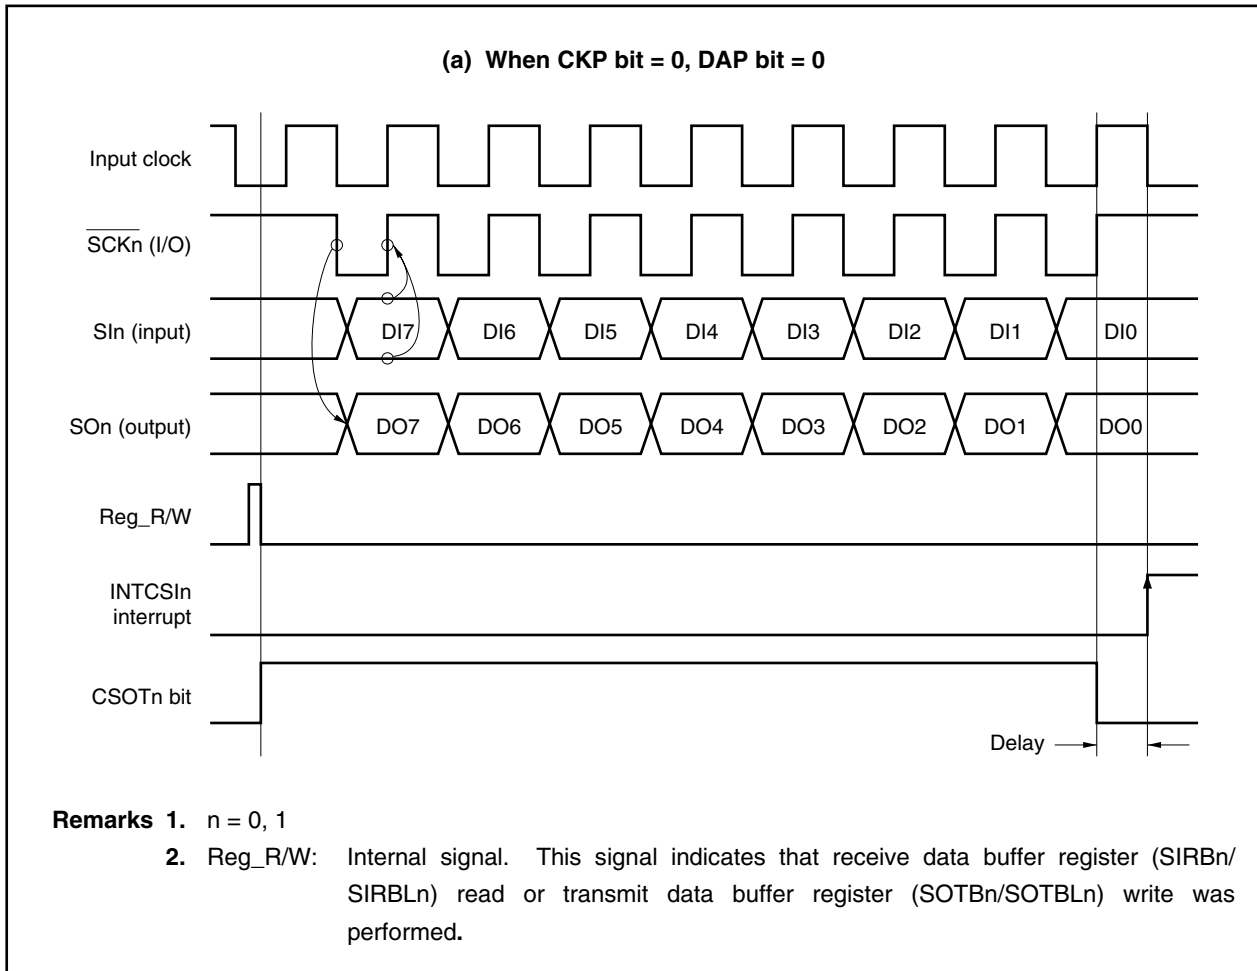 (a) When CKP bit = 0, DAP bit = 0
Input clock
SCKn (I/O)
SIn (input)
DI7 DI6 DI5 DI4 DI3 DI2 DI1 DI0
SOn (output)
DO7 DO6 DO5 DO4 DO3 DO2 DO1 DO0
Reg_R/W
INTCSIn
interrupt
CSOTn bit
Delay
Remarks 1. n = 0, 1
2. Reg_R/W: Internal signal. This signal indicates that receive data buffer register (SIRBn/
SIRBLn) read or transmit data buffer register (SOTBn/SOTBLn) write was
performed.